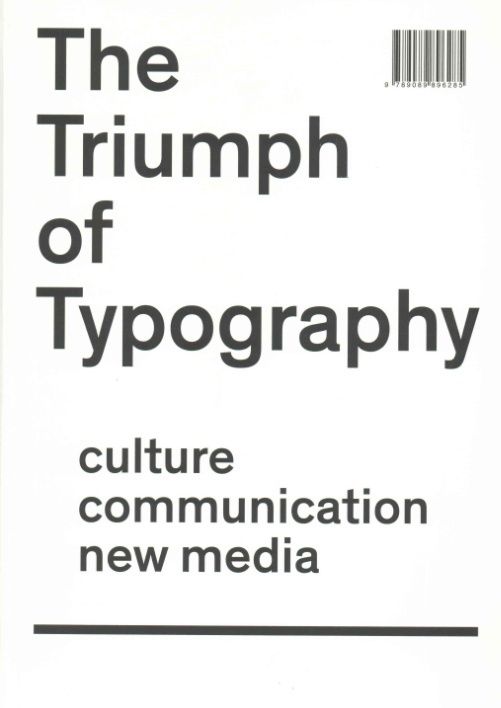 The
Triumph
of
Typography
9 789089 896285
culture
communication
new media